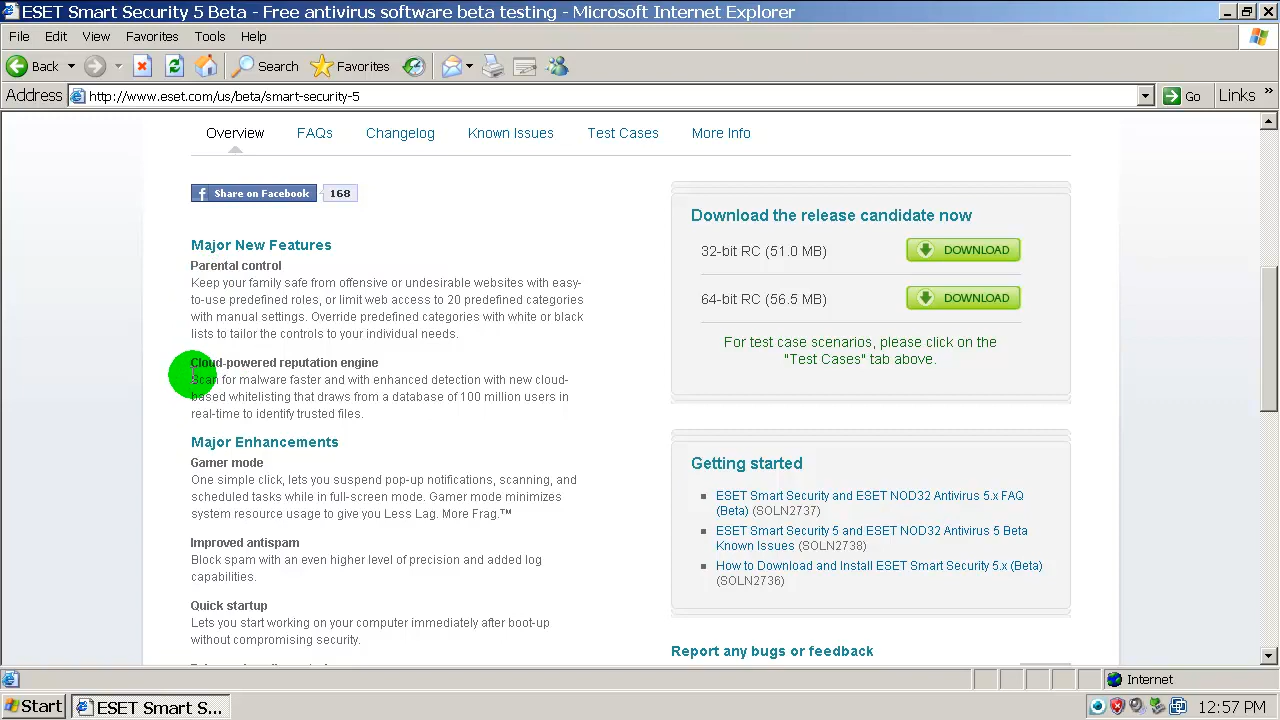 ESET Smart Security 5 Beta - Free antivirus software beta testing - Microsoft Internet Explorer
File Edit View Favorites Tools Help
Back Search Favorites
Address http://www.eset.com/us/beta/smart-security-5 Go Links »
Overview FAQs Changelog Known Issues Test Cases More Info
f Share on Facebook 168
Major New Features
Parental control
Keep your family safe from offensive or undesirable websites with easy-
to-use predefined roles, or limit web access to 20 predefined categories
with manual settings. Override predefined categories with white or black
lists to tailor the controls to your individual needs.
Cloud-powered reputation engine
Scan for malware faster and with enhanced detection with new cloud-
based whitelisting that draws from a database of 100 million users in
real-time to identify trusted files.
Major Enhancements
Gamer mode
One simple click, lets you suspend pop-up notifications, scanning, and
scheduled tasks while in full-screen mode. Gamer mode minimizes
system resource usage to give you Less Lag. More Frag.™
Improved antispam
Block spam with an even higher level of precision and added log
capabilities.
Quick startup
Lets you start working on your computer immediately after boot-up
without compromising security.
Download the release candidate now
32-bit RC (51.0 MB) DOWNLOAD
64-bit RC (56.5 MB) DOWNLOAD
For test case scenarios, please click on the
"Test Cases" tab above.
Getting started
ESET Smart Security and ESET NOD32 Antivirus 5.x FAQ
(Beta) (SOLN2737)
ESET Smart Security 5 and ESET NOD32 Antivirus 5 Beta
Known Issues (SOLN2739)
How to Download and Install ESET Smart Security 5.x (Beta)
(SOLN2736)
Report any bugs or feedback
Internet
Start ESET Smart S... 12:57 PM